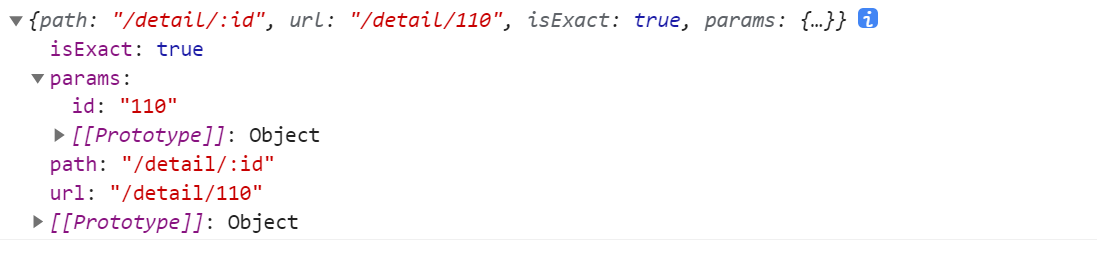 ▼{path: "/detail/:id", url: "/detail/110", isExact: true, params: {…}} i
isExact: true
▼params:
id: "110"
▶[[Prototype]]: Object
path: "/detail/:id"
url: "/detail/110"
▶[[Prototype]]: Object